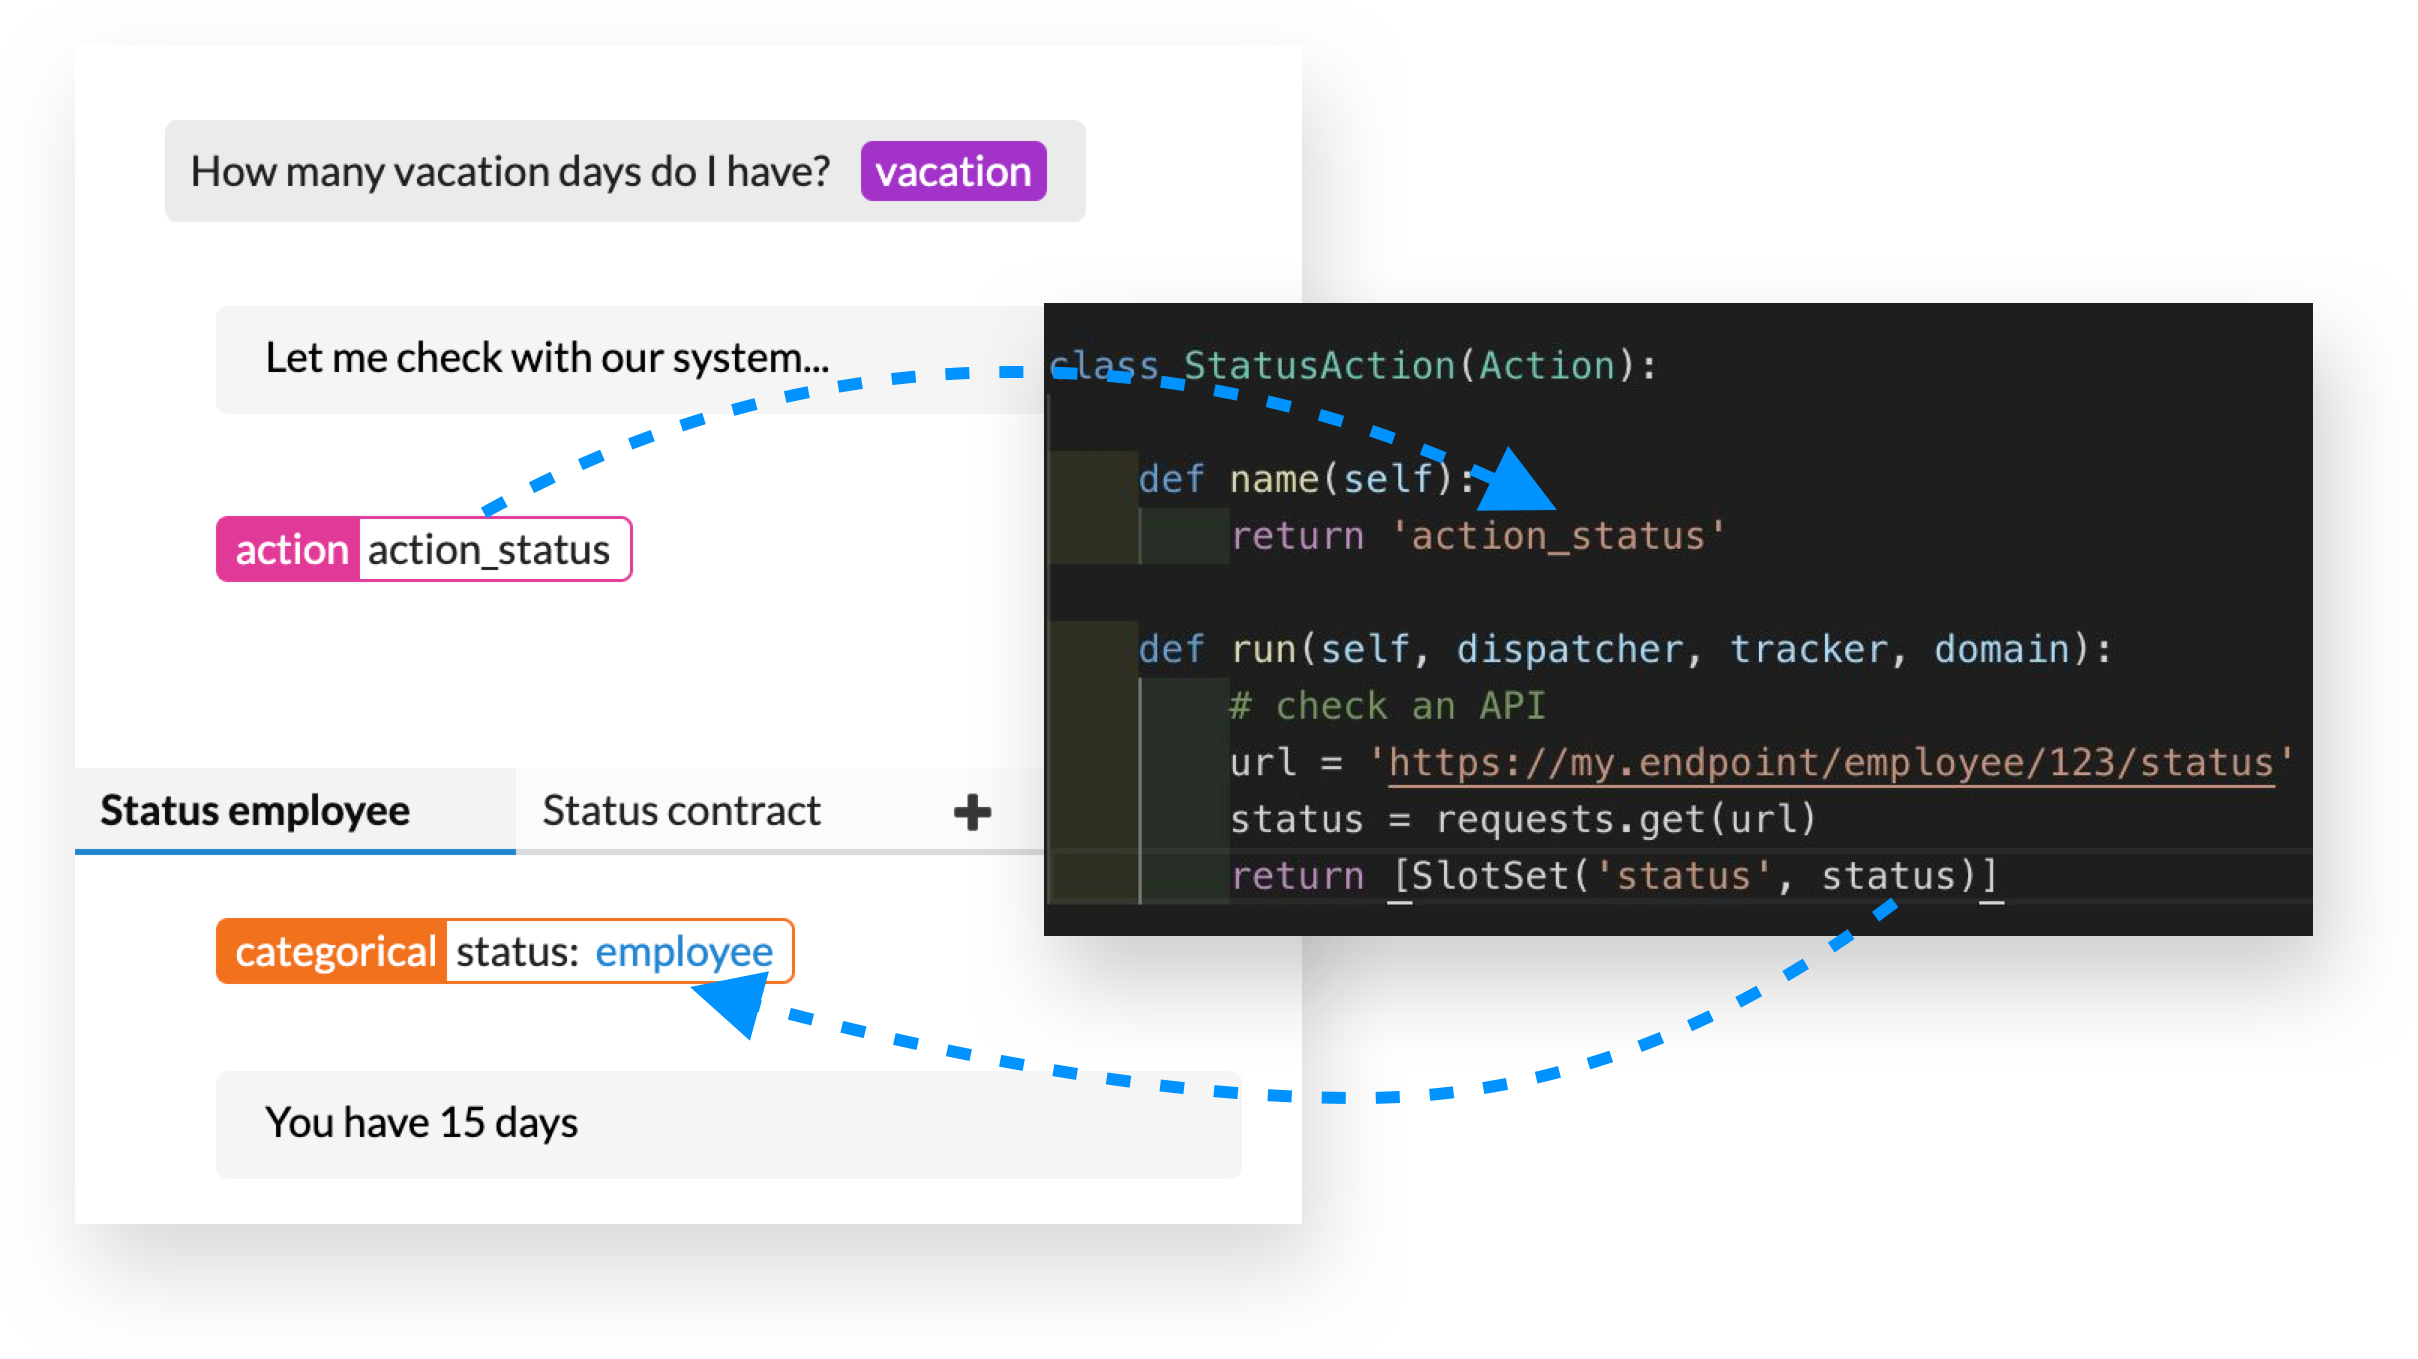 How many vacation days do I have? vacation
Let me check with our system...
action action_status
Status employee Status contract +
categorical status: employee
You have 15 days
class StatusAction(Action):
def name(self):
return 'action_status'
def run(self, dispatcher, tracker, domain):
# check an API
url = 'https://my.endpoint/employee/123/status'
status = requests.get(url)
return [SlotSet('status', status)]